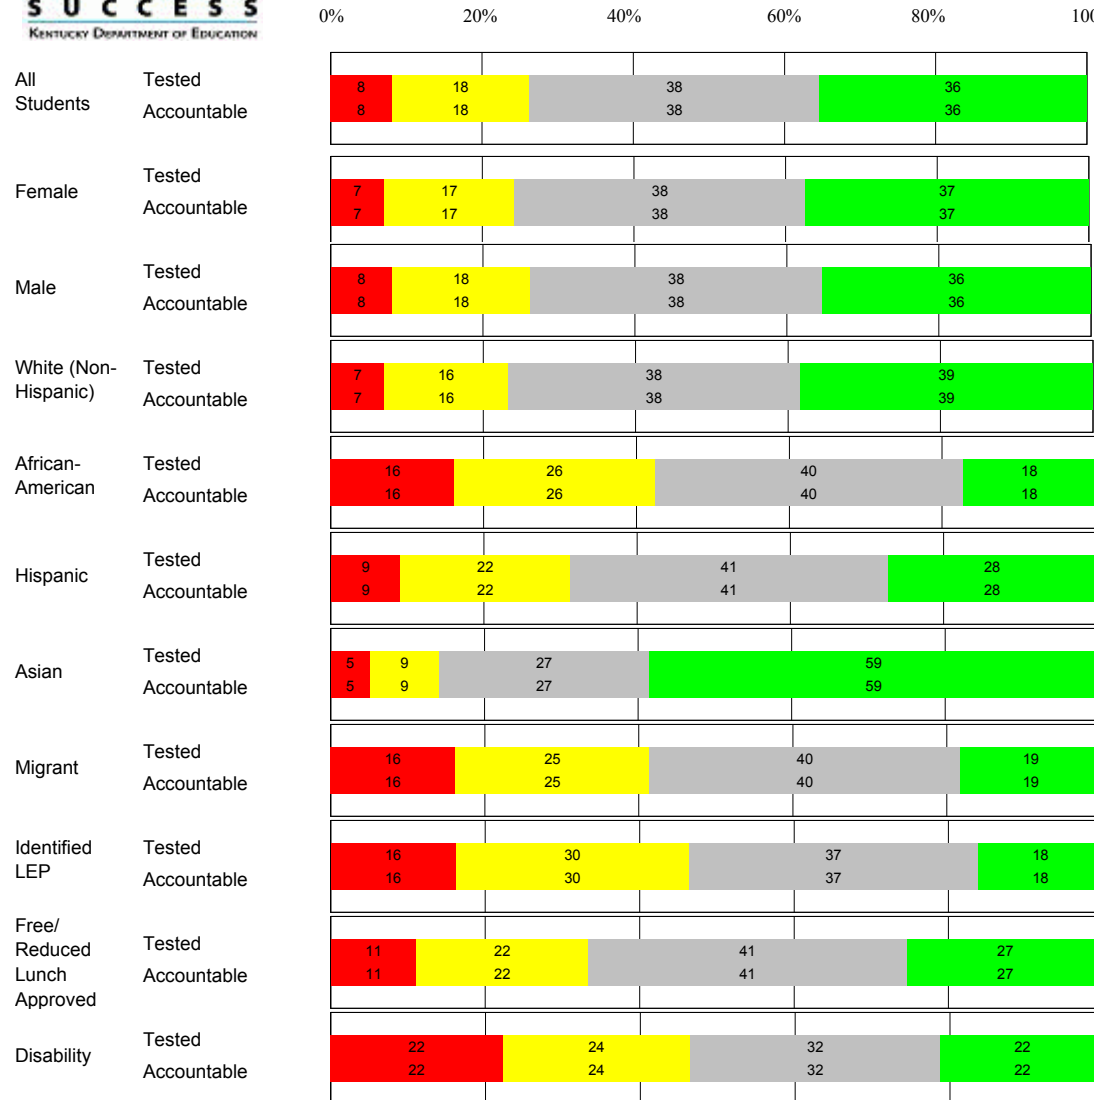 SUCCESS
KENTUCKY DEPARTMENT OF EDUCATION
0% 20% 40% 60% 80% 100
All Students
Tested 8 18 38 36
Accountable 8 18 38 36
Female
Tested 7 17 38 37
Accountable 7 17 38 37
Male
Tested 8 18 38 36
Accountable 8 18 38 36
White (Non-
Hispanic)
Tested 7 16 38 39
Accountable 7 16 38 39
African-
American
Tested 16 26 40 18
Accountable 16 26 40 18
Hispanic
Tested 9 22 41 28
Accountable 9 22 41 28
Asian
Tested 5 9 27 59
Accountable 5 9 27 59
Migrant
Tested 16 25 40 19
Accountable 16 25 40 19
Identified
LEP
Tested 16 30 37 18
Accountable 16 30 37 18
Free/
Reduced
Lunch
Approved
Tested 11 22 41 27
Accountable 11 22 41 27
Disability
Tested 22 24 32 22
Accountable 22 24 32 22